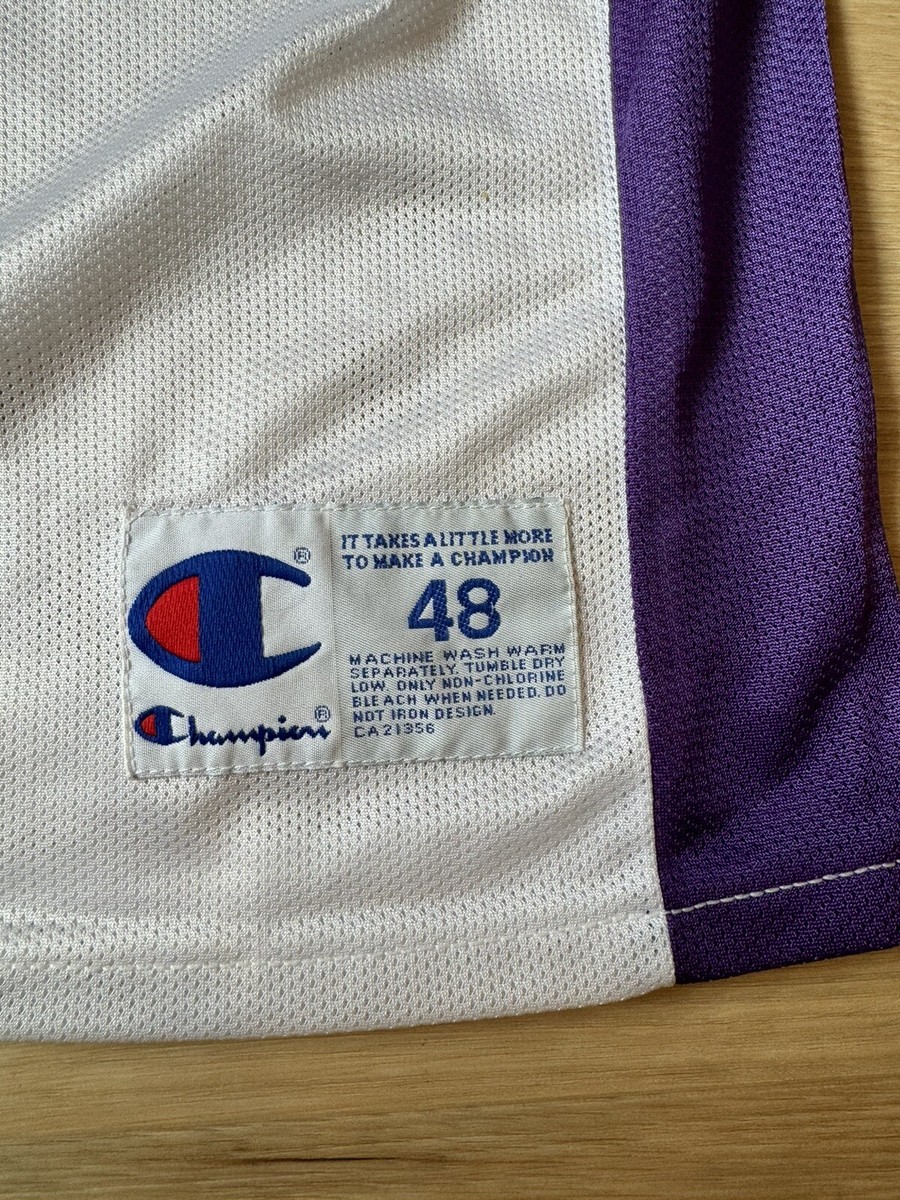 ®
Champion®
IT TAKES A LITTLE MORE
TO MAKE A CHAMPION
48
MACHINE WASH WARM
SEPARATELY. TUMBLE DRY
LOW. ONLY NON-CHLORINE
BLEACH WHEN NEEDED. DO
NOT IRON DESIGN.
CA21356